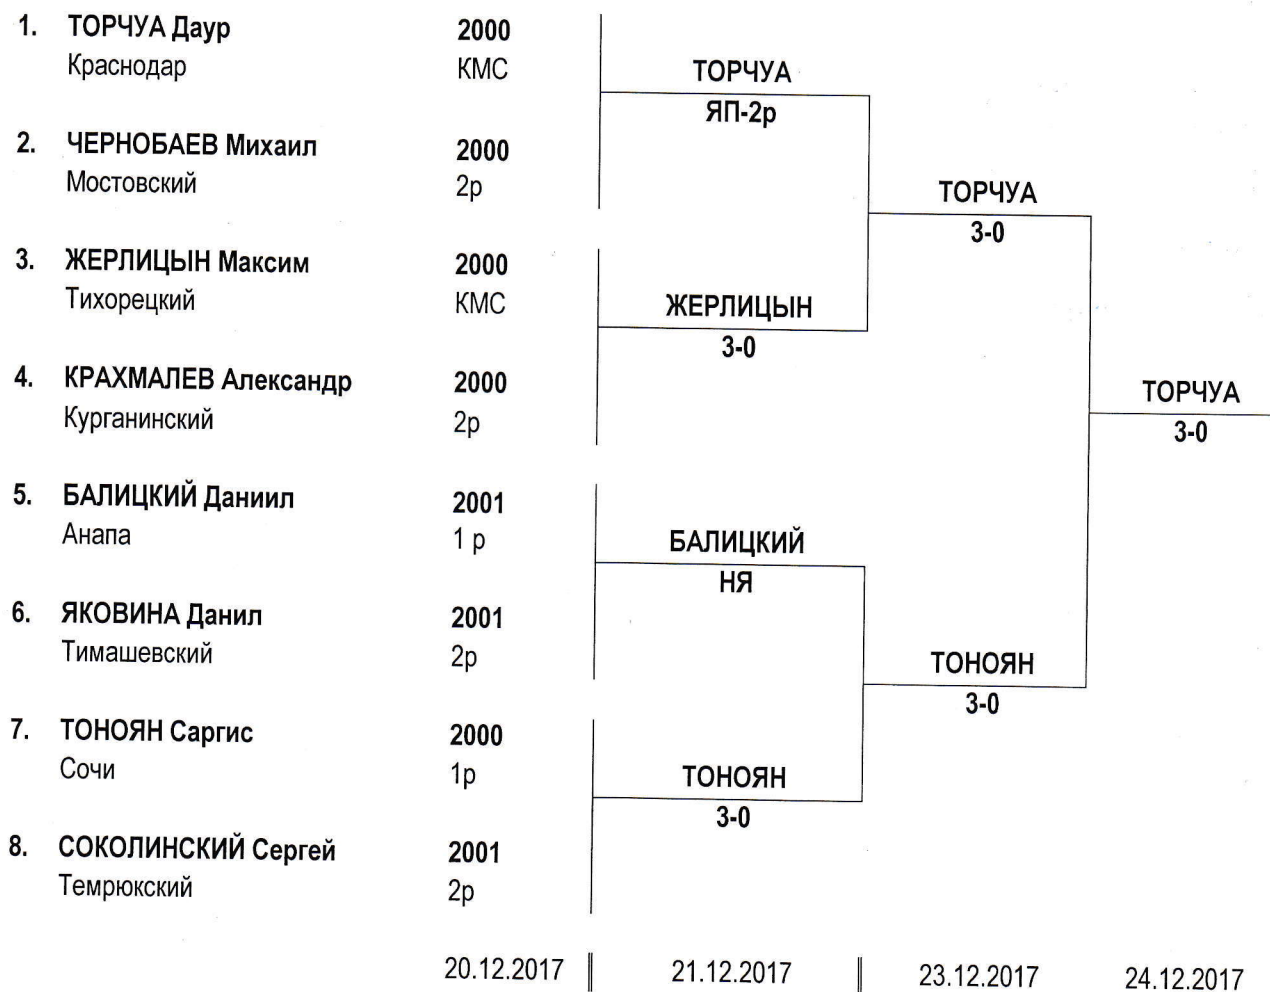 1. ТОРЧУА Даур 2000
Краснодар КМС
ТОРЧУА
ЯП-2р
2. ЧЕРНОБАЕВ Михаил 2000
Мостовский 2р
ТОРЧУА
3-0
3. ЖЕРЛИЦЫН Максим 2000
Тихорецкий КМС
ЖЕРЛИЦЫН
3-0
4. КРАХМАЛЕВ Александр 2000
Курганинский 2р
ТОРЧУА
3-0
5. БАЛИЦКИЙ Даниил 2001
Анапа 1 р
БАЛИЦКИЙ
НЯ
6. ЯКОВИНА Данил 2001
Тимашевский 2р
ТОНОЯН
3-0
7. ТОНОЯН Саргис 2000
Сочи 1р
ТОНОЯН
3-0
8. СОКОЛИНСКИЙ Сергей 2001
Темрюкский 2р
20.12.2017 21.12.2017 23.12.2017 24.12.2017